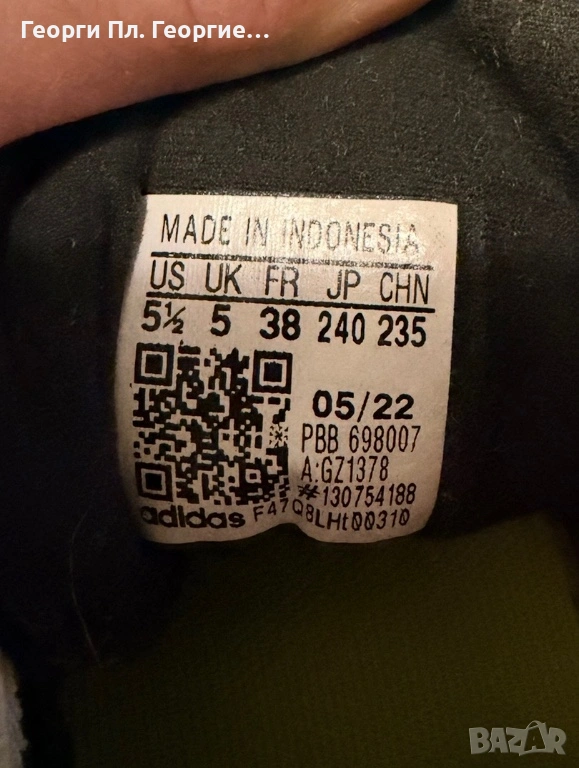 Георги Пл. Георгие...
MADE IN INDONESIA
US UK FR JP CHN
5½ 5 38 240 235
05/22
PBB 698007
A:GZ1378
#130754188
adidas F47Q8LHt00310
BAZAR